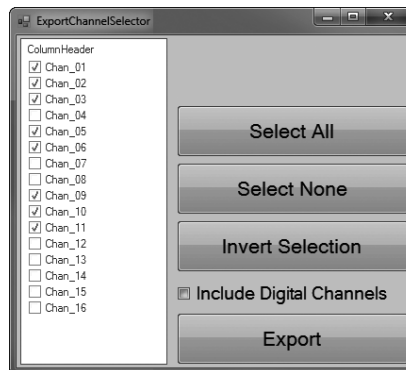 ExportChannelSelector
ColumnHeader
Chan_01
Chan_02
Chan_03
Chan_04
Chan_05
Chan_06
Chan_07
Chan_08
Chan_09
Chan_10
Chan_11
Chan_12
Chan_13
Chan_14
Chan_15
Chan_16
Select All
Select None
Invert Selection
Include Digital Channels
Export